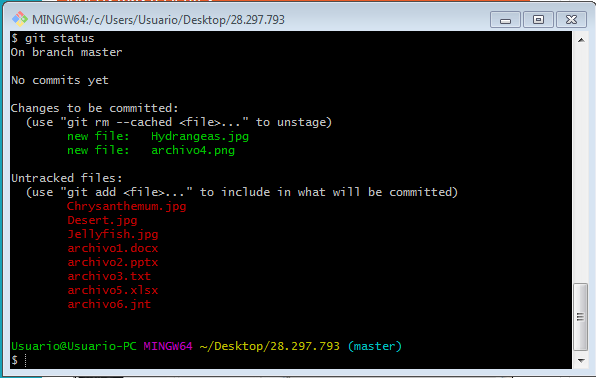 MINGW64:/c/Users/Usuario/Desktop/28.297.793
$ git status
On branch master
No commits yet
Changes to be committed:
(use "git rm --cached <file>..." to unstage)
new file: Hydrangeas.jpg
new file: archivo4.png
Untracked files:
(use "git add <file>..." to include in what will be committed)
Chrysanthemum.jpg
Desert.jpg
Jellyfish.jpg
archivo1.docx
archivo2.pptx
archivo3.txt
archivo5.xlsx
archivo6.jnt
Usuario@Usuario-PC MINGW64 ~/Desktop/28.297.793 (master)
$